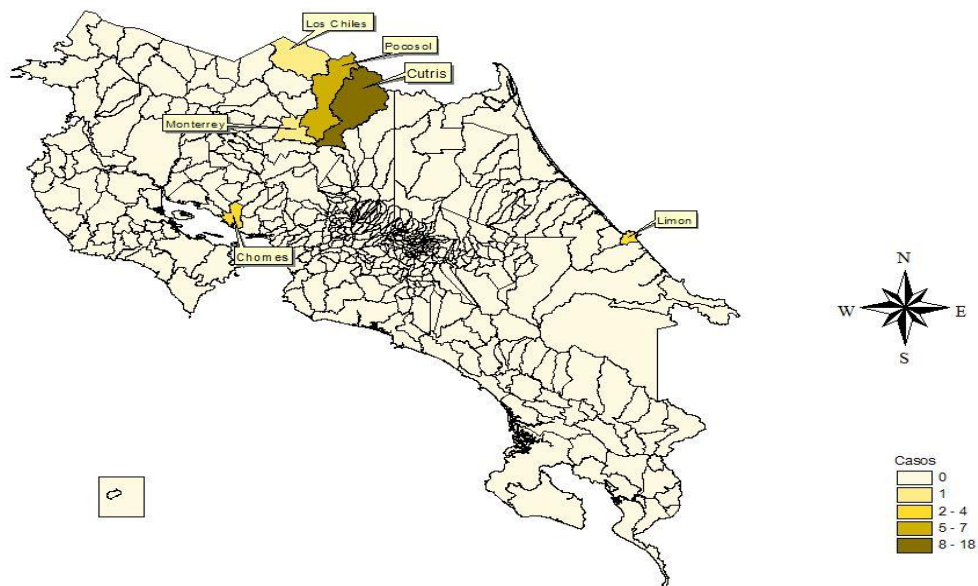 Los Chiles
Pocosol
Cutris
Monterrey
Limon
Chomes
N
W
E
S
Casos
0
1
2 - 4
5 - 7
8 - 18